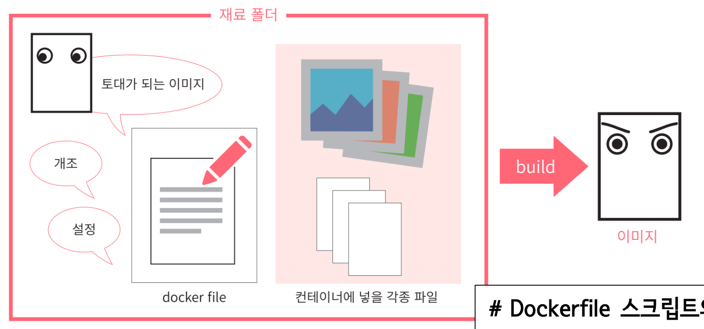 재료 폴더
토대가 되는 이미지
개조
설정
docker file
컨테이너에 넣을 각종 파일
build
이미지
# Dockerfile 스크립트의